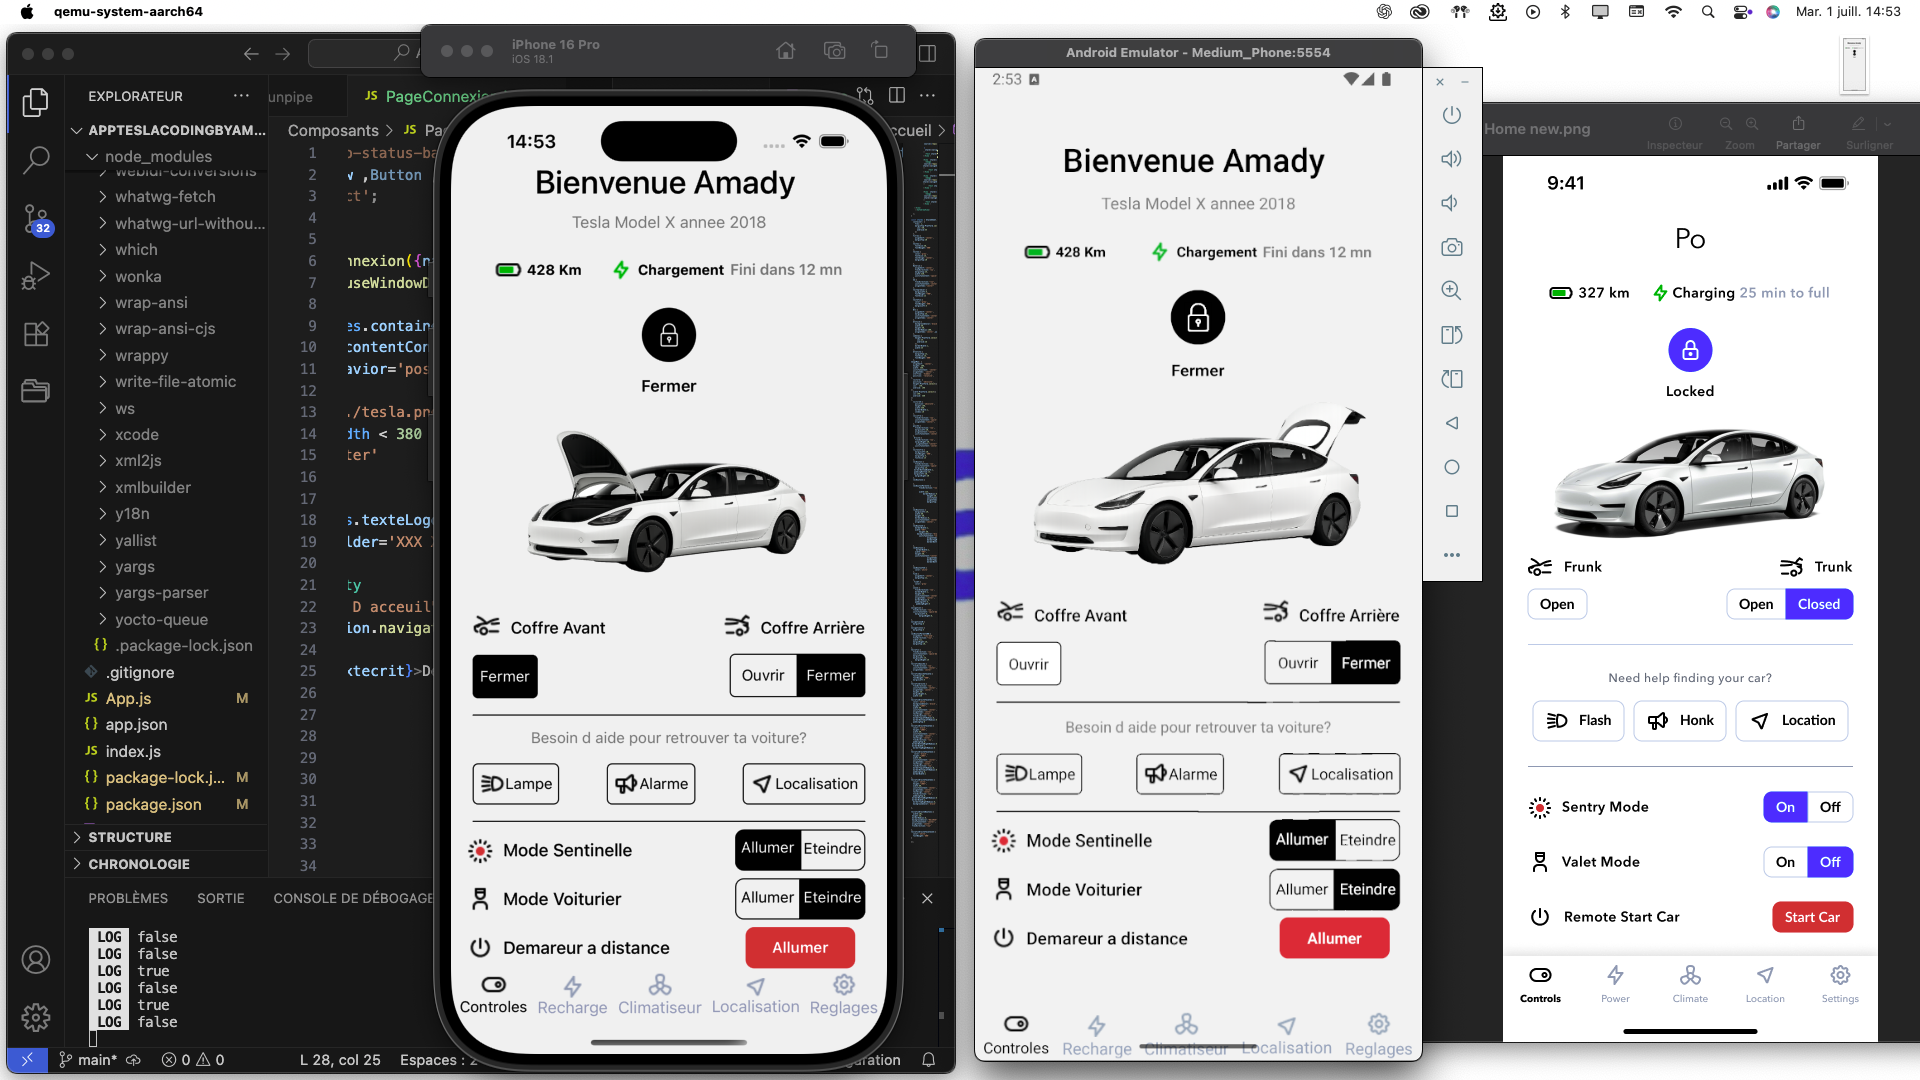 qemu-system-aarch64
Mar. 1 juill. 14:53
EXPLORATEUR
APPTESLACODINGBYAM...
node_modules
webidl-conversions
whatwg-fetch
whatwg-url-withou...
which
wonka
wrap-ansi
wrap-ansi-cjs
wrappy
write-file-atomic
ws
xcode
xml2js
xmlbuilder
y18n
yallist
yargs
yargs-parser
yocto-queue
.package-lock.json
.gitignore
App.js M
app.json
index.js
package-lock.j... M
package.json M
STRUCTURE
CHRONOLOGIE
32
unpipe
JS PageConnexio
Composants > JS Pa
ccueil >
1 o-status-ba
2 w ,Button
3 ct';
4
5
6 nnexion({n
7 useWindowD
8
9 es.contain
10 contentCon
11 avior='pos
12
13 ./tesla.pn
14 dth < 380
15 ter'
16
17
18 s.texteLog
19 lder='XXX
20
21 ty
22 D acceuil
23 ion.navigat
24
25 xtecrit}>De
26
27
28
29
30
31
32
33
34
PROBLÈMES SORTIE CONSOLE DE DÉBOGAGE
LOG false
LOG false
LOG true
LOG false
LOG true
LOG false
main* 0 0 L 28, col 25 Espaces : 2
iPhone 16 Pro
iOS 18.1
14:53
Bienvenue Amady
Tesla Model X annee 2018
428 Km Chargement Fini dans 12 mn
Fermer
Coffre Avant Coffre Arrière
Fermer Ouvrir Fermer
Besoin d aide pour retrouver ta voiture?
Lampe Alarme Localisation
Mode Sentinelle Allumer Eteindre
Mode Voiturier Allumer Eteindre
Demareur a distance Allumer
Controles Recharge Climatiseur Localisation Reglages
Android Emulator - Medium_Phone:5554
2:53
Bienvenue Amady
Tesla Model X annee 2018
428 Km Chargement Fini dans 12 mn
Fermer
Coffre Avant Coffre Arrière
Ouvrir Ouvrir Fermer
Besoin d aide pour retrouver ta voiture?
Lampe Alarme Localisation
Mode Sentinelle Allumer Eteindre
Mode Voiturier Allumer Eteindre
Demareur a distance Allumer
Controles Recharge Climatiseur Localisation Reglages
Home new.png
Inspecteur Zoom Partager Surligner
9:41
Po
327 km Charging 25 min to full
Locked
Frunk Trunk
Open Open Closed
Need help finding your car?
Flash Honk Location
Sentry Mode On Off
Valet Mode On Off
Remote Start Car Start Car
Controls Power Climate Location Settings